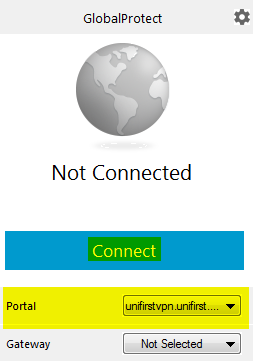 GlobalProtect
Not Connected
Connect
Portal unifirstvpn.unifirst....
Gateway Not Selected